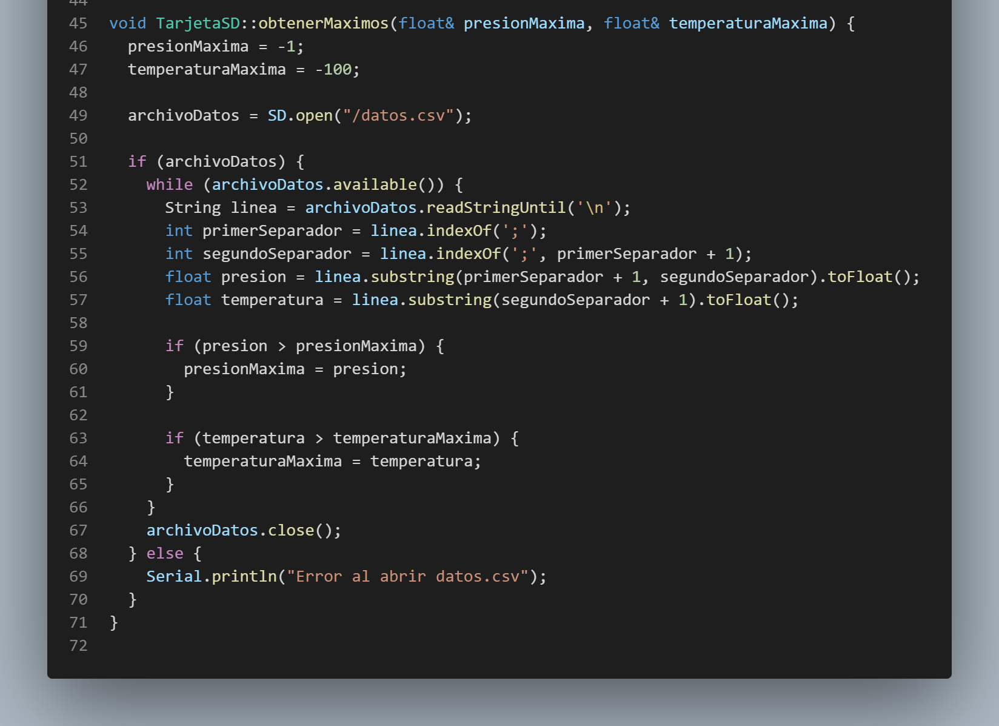 44
45 void TarjetaSD::obtenerMaximos(float& presionMaxima, float& temperaturaMaxima) {
46   presionMaxima = -1;
47   temperaturaMaxima = -100;
48
49   archivoDatos = SD.open("/datos.csv");
50
51   if (archivoDatos) {
52     while (archivoDatos.available()) {
53       String linea = archivoDatos.readStringUntil('\n');
54       int primerSeparador = linea.indexOf(';');
55       int segundoSeparador = linea.indexOf(';', primerSeparador + 1);
56       float presion = linea.substring(primerSeparador + 1, segundoSeparador).toFloat();
57       float temperatura = linea.substring(segundoSeparador + 1).toFloat();
58
59       if (presion > presionMaxima) {
60         presionMaxima = presion;
61       }
62
63       if (temperatura > temperaturaMaxima) {
64         temperaturaMaxima = temperatura;
65       }
66     }
67     archivoDatos.close();
68   } else {
69     Serial.println("Error al abrir datos.csv");
70   }
71 }
72